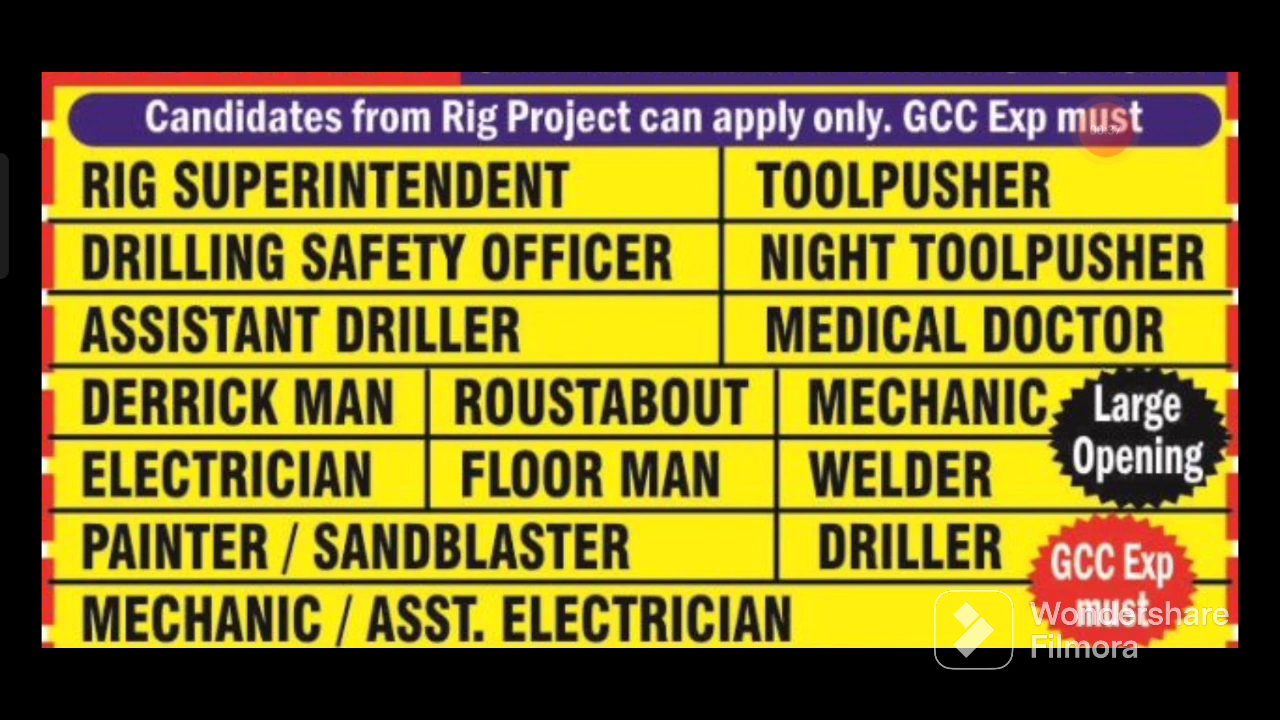 Candidates from Rig Project can apply only. GCC Exp must
RIG SUPERINTENDENT
TOOLPUSHER
DRILLING SAFETY OFFICER
NIGHT TOOLPUSHER
ASSISTANT DRILLER
MEDICAL DOCTOR
DERRICK MAN
ROUSTABOUT
MECHANIC
Large
Opening
ELECTRICIAN
FLOOR MAN
WELDER
PAINTER / SANDBLASTER
DRILLER
GCC Exp
must
MECHANIC / ASST. ELECTRICIAN
Wondershare
Filmora